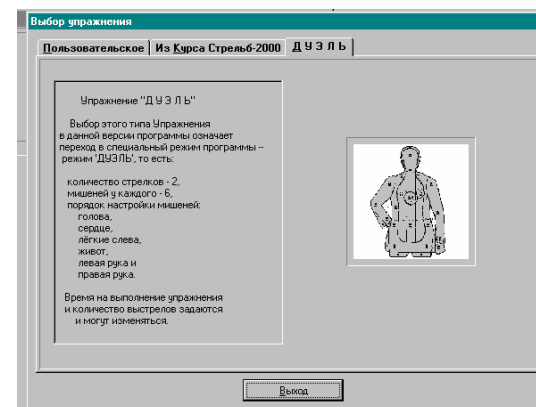 Выбор упражнения
Пользовательское
Из Курса Стрельб-2000
Д У Э Л Ь
Упражнение "Д У Э Л Ь"
Выбор этого типа Упражнения
в данной версии программы означает
переход в специальный режим программы --
режим 'ДУЭЛЬ', то есть:
количество стрелков - 2,
мишеней у каждого - 6,
порядок настройки мишеней:
голова,
сердце,
лёгкие слева,
живот,
левая рука и
правая рука.
Время на выполнение упражнения
и количество выстрелов задаются
и могут изменяться.
Выход